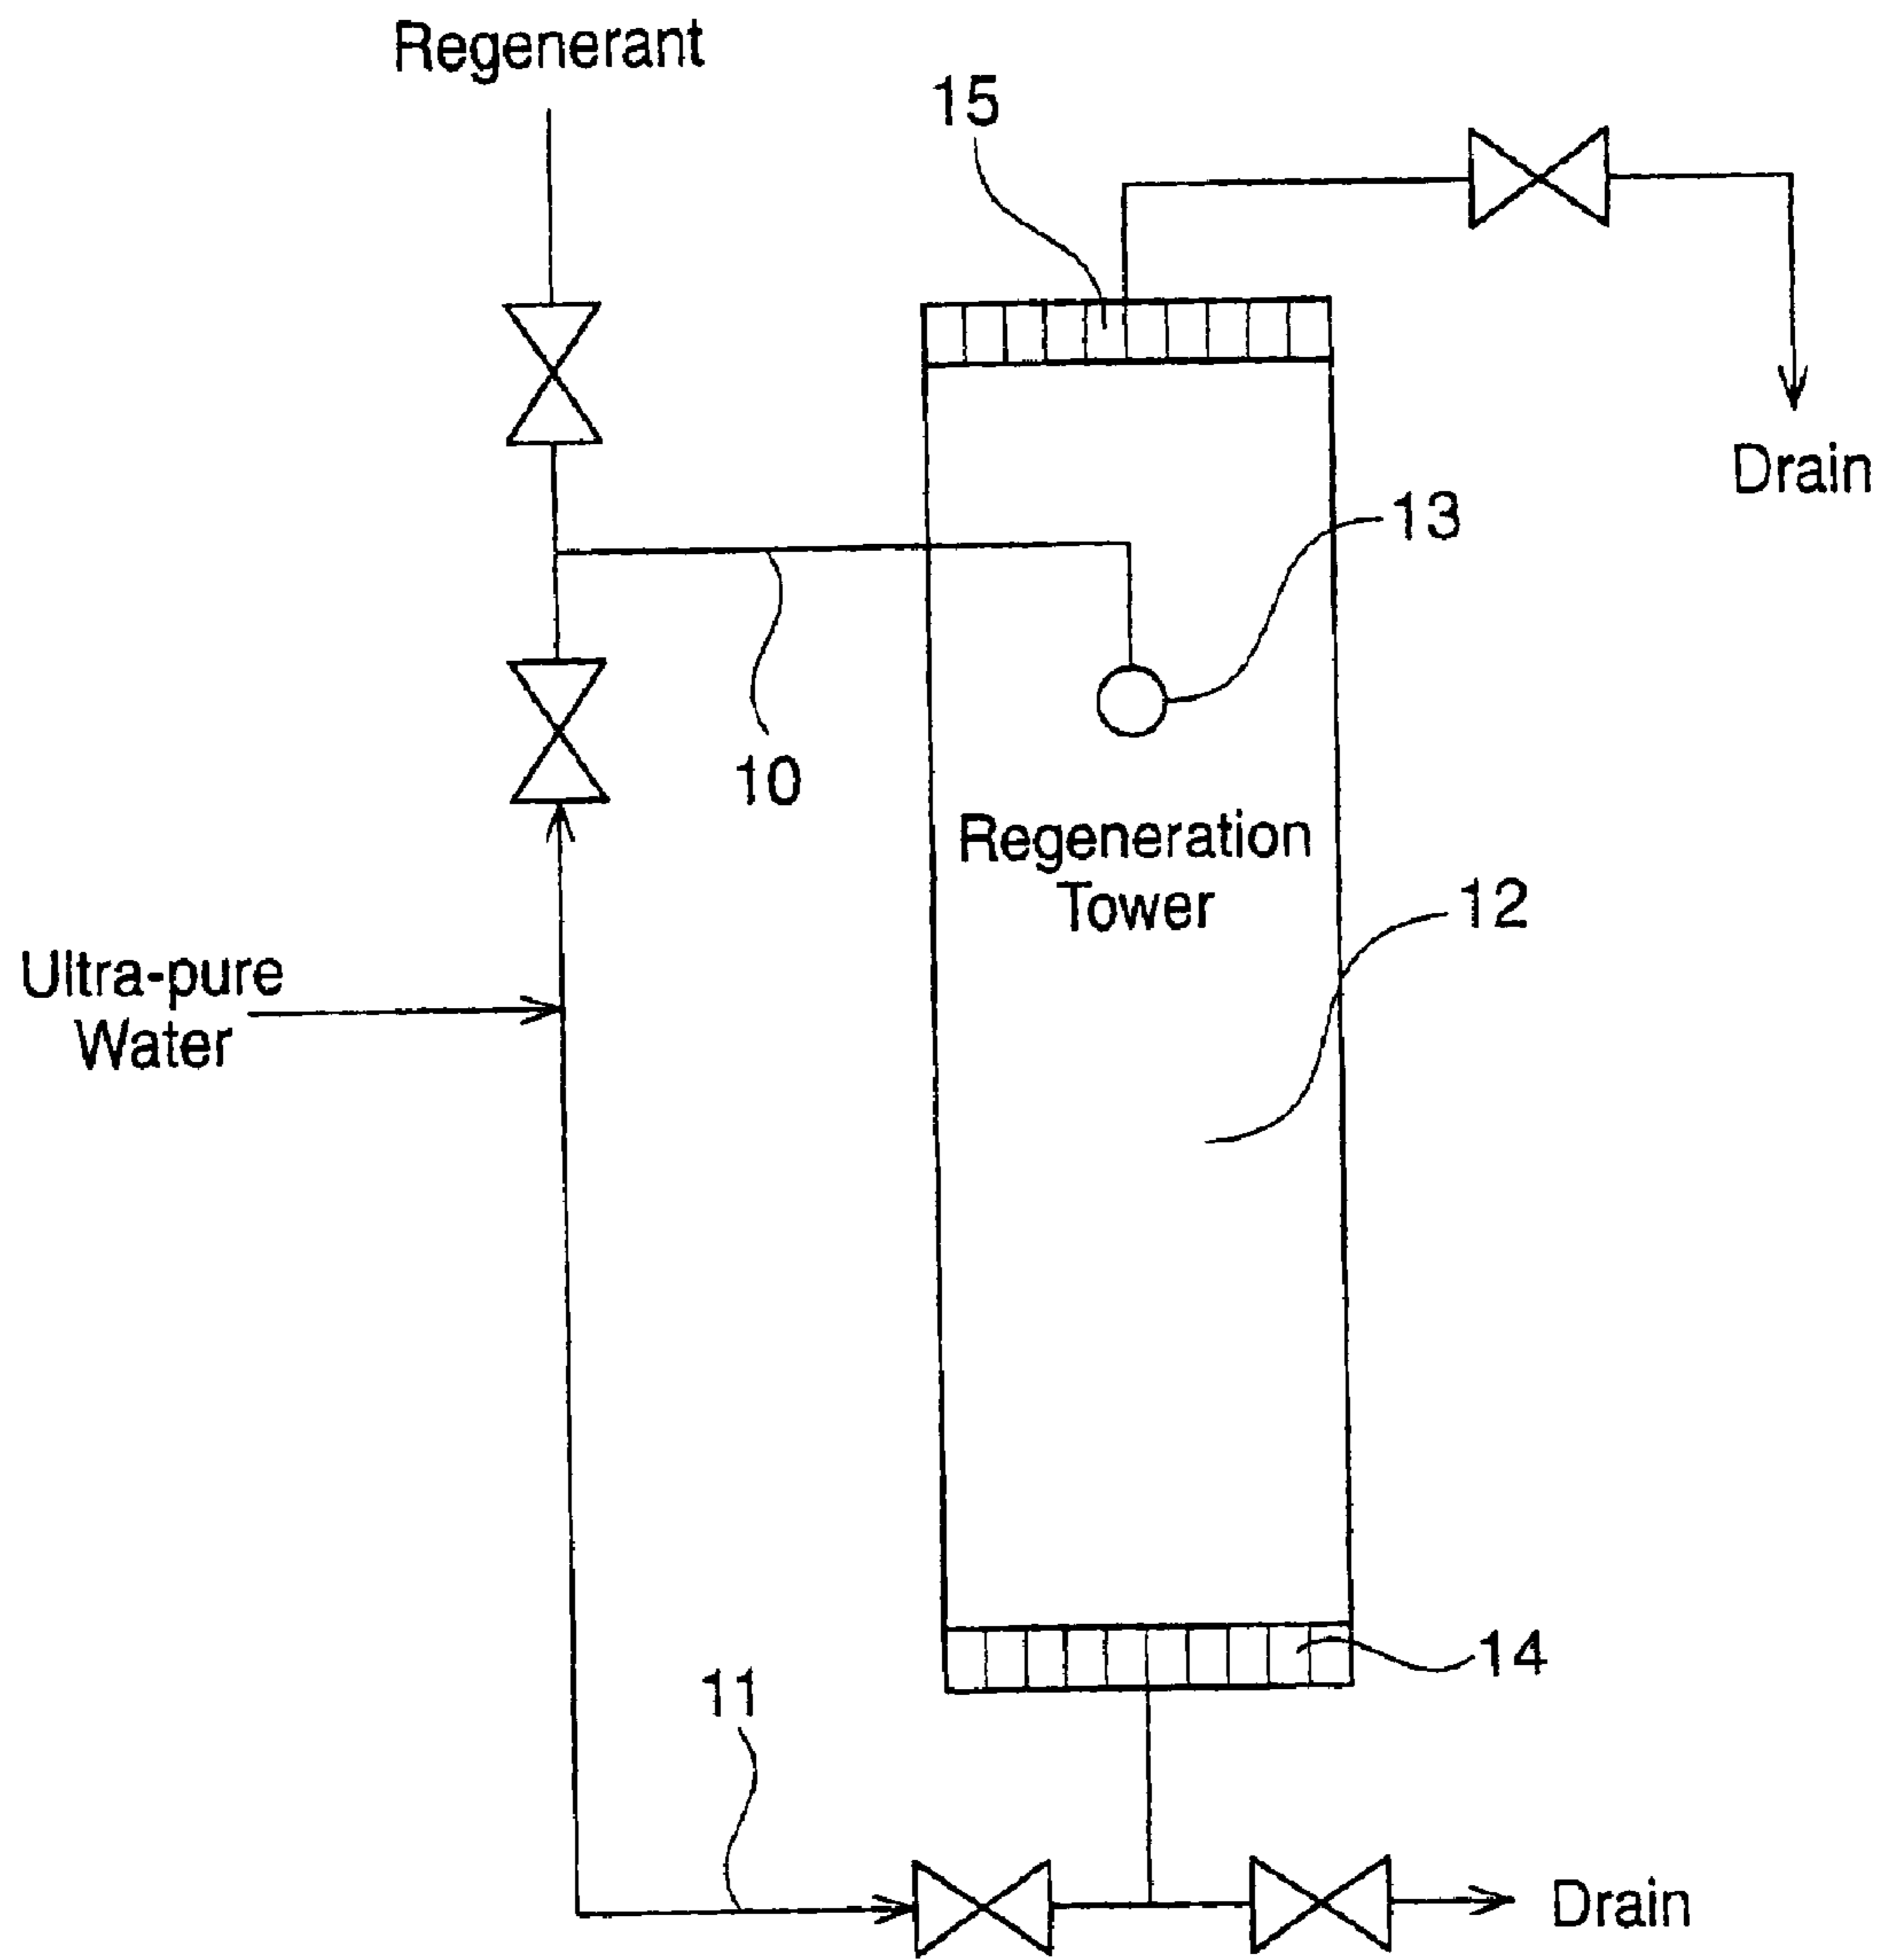 Regenerant
15
Drain
13
10
Regeneration
Tower
12
Ultra-pure
Water
14
11
Drain